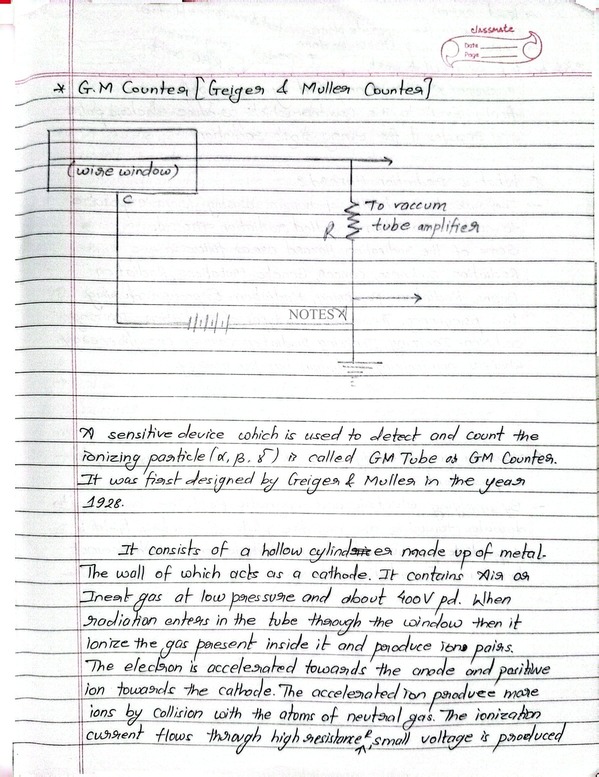 classmate
Date
Page
* G.M Counter [Geiger & Muller Counter]
(wire window)
C
To vaccum
R tube amplifier
NOTES
A sensitive device which is used to detect and count the
ionizing particle (α, β, γ) is called GM Tube or GM Counter.
It was first designed by Geiger & Muller in the year
1928.
It consists of a hollow cylinder made up of metal.
The wall of which acts as a cathode. It contains Air or
Inert gas at low pressure and about 400V pd. When
radiation enters in the tube through the window then it
Ionize the gas present inside it and produce ions pairs.
The electron is accelerated towards the anode and positive
ion towards the cathode. The accelerated ion produce more
ions by collision with the atoms of neutral gas. The ionization
current flows through high resistance R, small voltage is produced